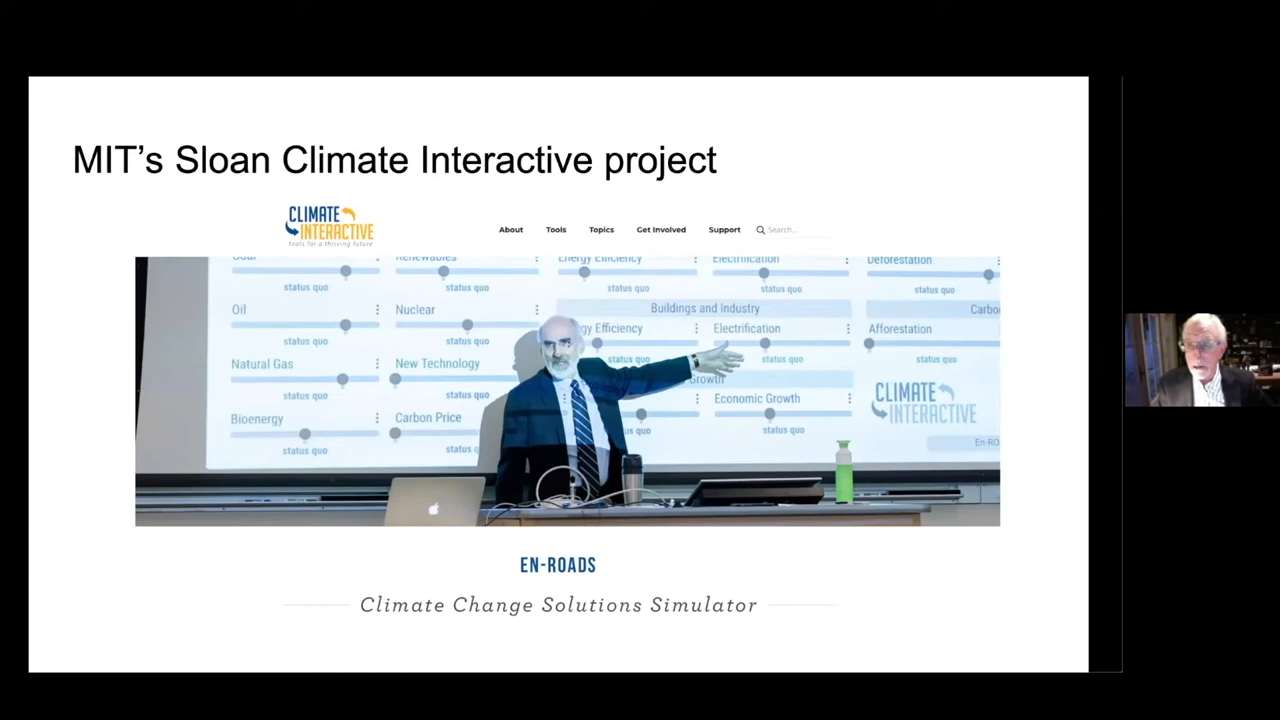 MIT’s Sloan Climate Interactive project
CLIMATE
INTERACTIVE
tools for a thriving future
About Tools Topics Get Involved Support Search...
Coal Renewables Energy Efficiency Electrification Deforestation
status quo status quo status quo status quo status quo
Oil Nuclear Buildings and Industry Carbo
status quo status quo Energy Efficiency Electrification Afforestation
Natural Gas New Technology status quo status quo status quo
status quo status quo Growth
Bioenergy Carbon Price Economic Growth CLIMATE
INTERACTIVE
status quo status q quo status quo En-RO
EN-ROADS
Climate Change Solutions Simulator